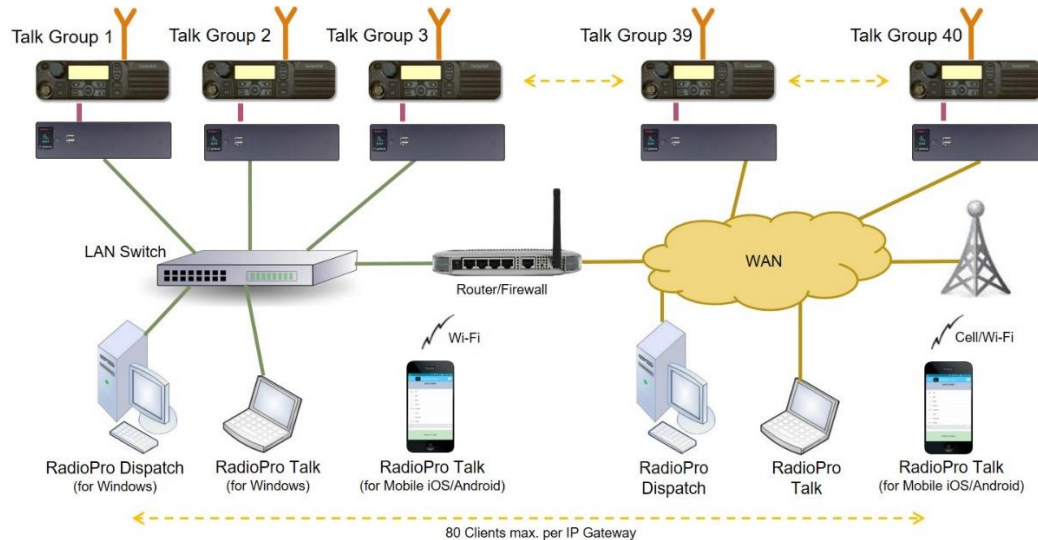 Talk Group 1
Talk Group 2
Talk Group 3
Talk Group 39
Talk Group 40
LAN Switch
Router/Firewall
WAN
Wi-Fi
Cell/Wi-Fi
RadioPro Dispatch
(for Windows)
RadioPro Talk
(for Windows)
RadioPro Talk
(for Mobile iOS/Android)
RadioPro
Dispatch
RadioPro
Talk
RadioPro Talk
(for Mobile iOS/Android)
80 Clients max. per IP Gateway